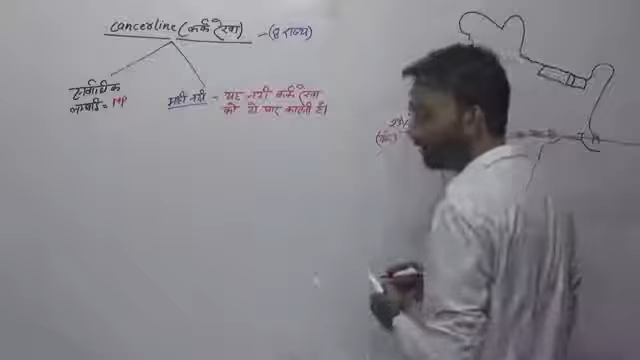 cancerline (कर्क रेखा) - (8 राज्य)
सर्वाधिक
लम्बाई = MP
माही नदी - यह नदी कर्क रेखा
को दो बार काटती है।